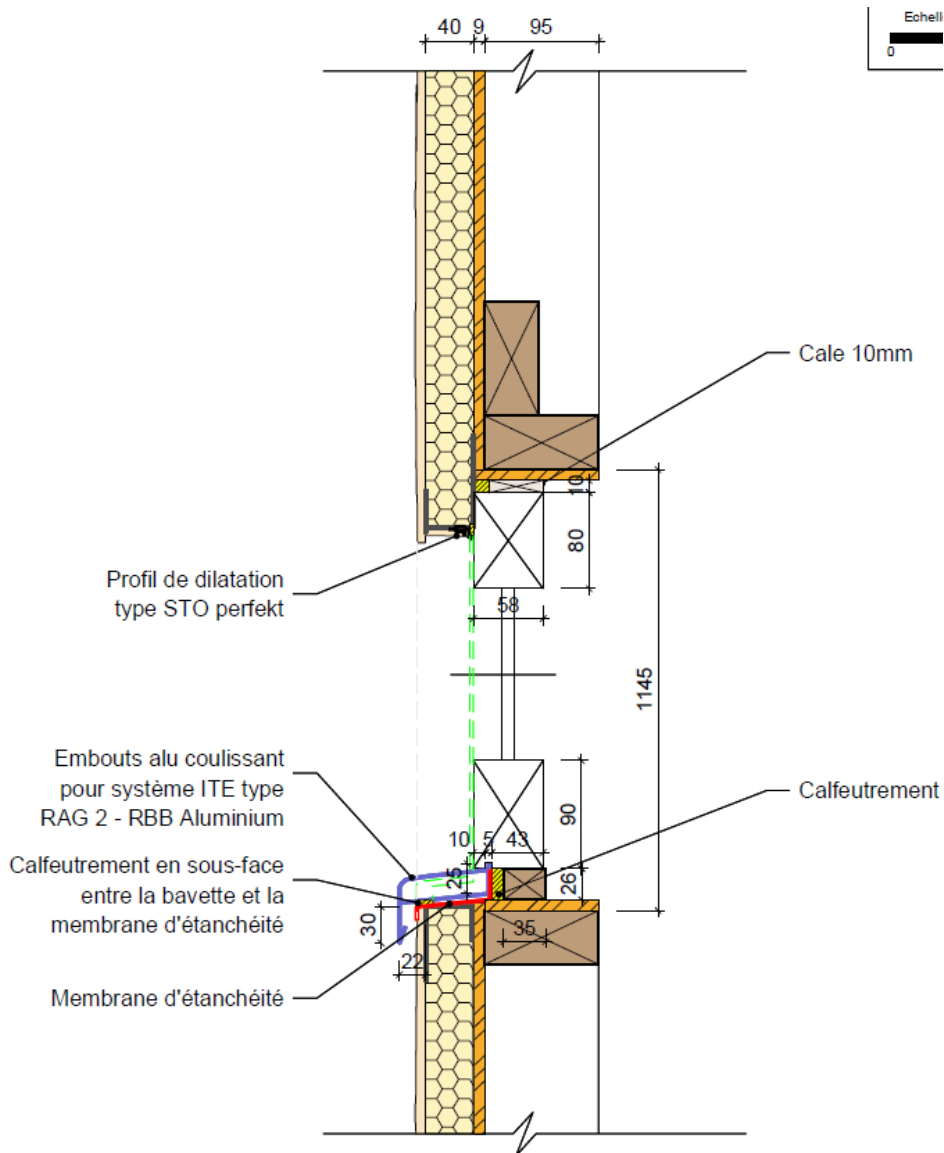 40 9 95
Echelle
0
Cale 10mm
10
80
Profil de dilatation
type STO perfekt
58
1145
Embouts alu coulissant
pour système ITE type
RAG 2 - RBB Aluminium
90
Calfeutrement
10 5 43
Calfeutrement en sous-face
entre la bavette et la
membrane d'étanchéité
25
26
30
35
22
Membrane d'étanchéité